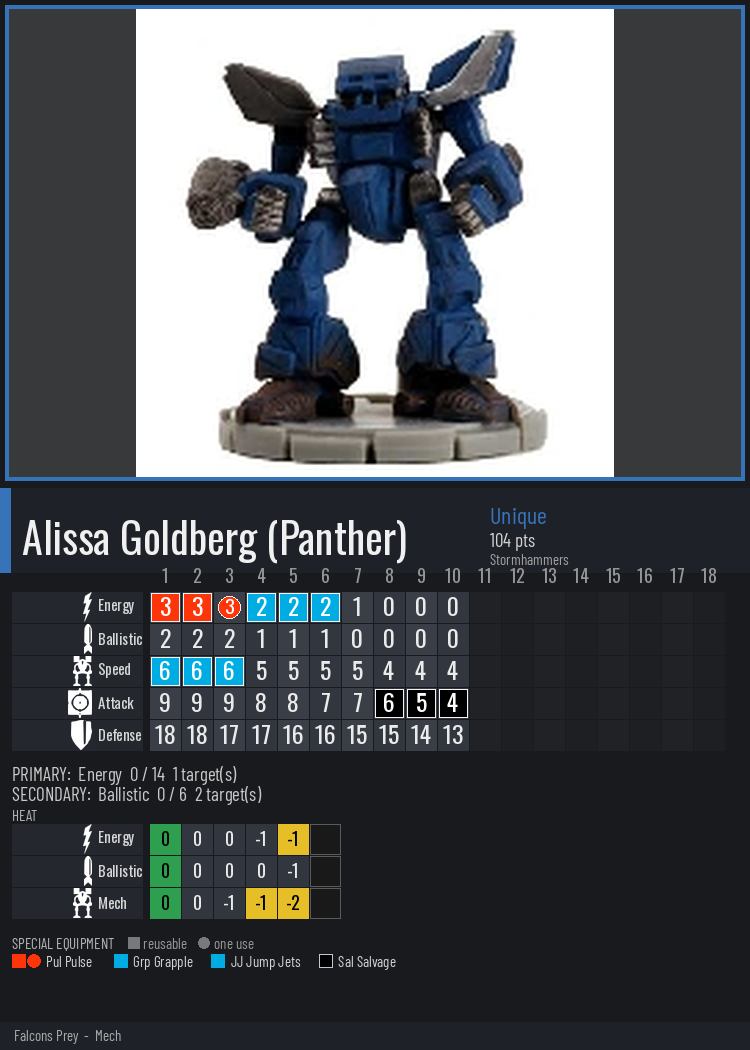 Alissa Goldberg (Panther)
Unique
104 pts
Stormhammers
1 2 3 4 5 6 7 8 9 10 11 12 13 14 15 16 17 18
Energy 3 3 3 2 2 2 1 0 0 0
Ballistic 2 2 2 1 1 1 0 0 0 0
Speed 6 6 6 5 5 5 5 4 4 4
Attack 9 9 9 8 8 7 7 6 5 4
Defense 18 18 17 17 16 16 15 15 14 13
PRIMARY: Energy 0 / 14 1 target(s)
SECONDARY: Ballistic 0 / 6 2 target(s)
HEAT
Energy 0 0 0 -1 -1
Ballistic 0 0 0 0 -1
Mech 0 0 -1 -1 -2
SPECIAL EQUIPMENT reusable one use
Pul Pulse Grp Grapple JJ Jump Jets Sal Salvage
Falcons Prey - Mech